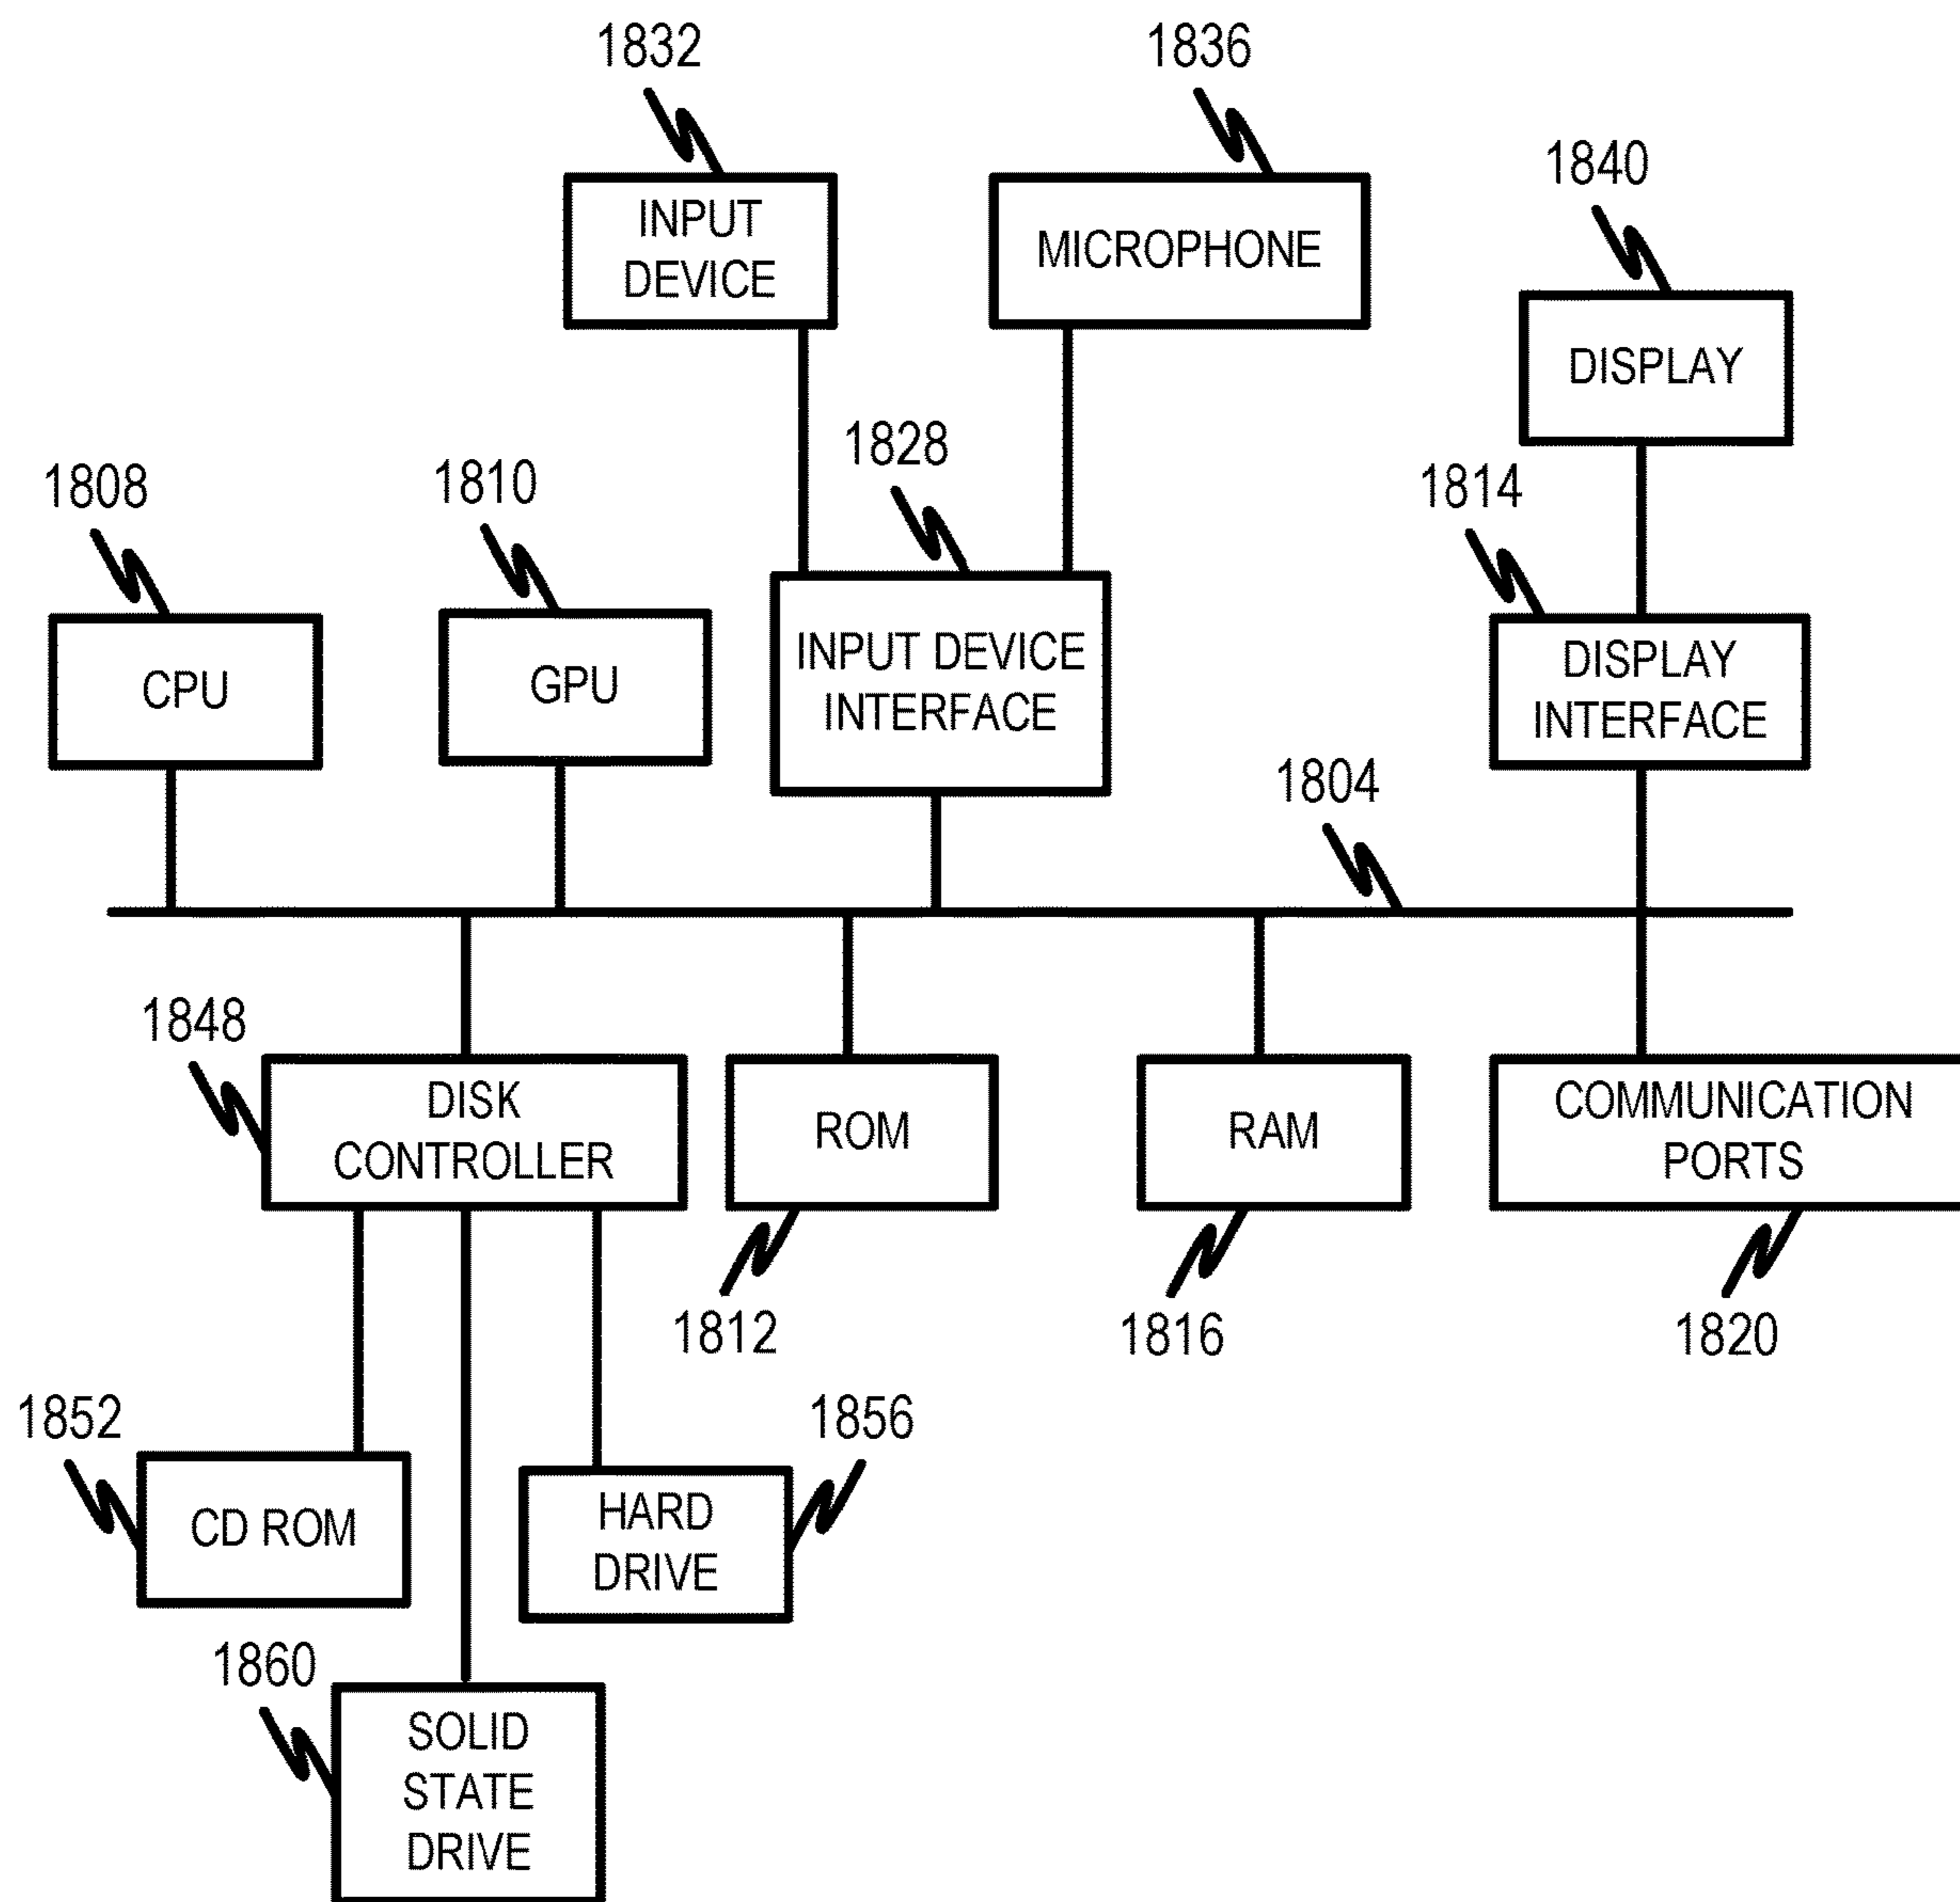 1832
1836
INPUT
DEVICE
MICROPHONE
1840
DISPLAY
1828
1814
1808
1810
CPU
GPU
INPUT DEVICE
INTERFACE
DISPLAY
INTERFACE
1804
1848
DISK
CONTROLLER
ROM
RAM
COMMUNICATION
PORTS
1812
1816
1820
1852
1856
CD ROM
HARD
DRIVE
1860
SOLID
STATE
DRIVE